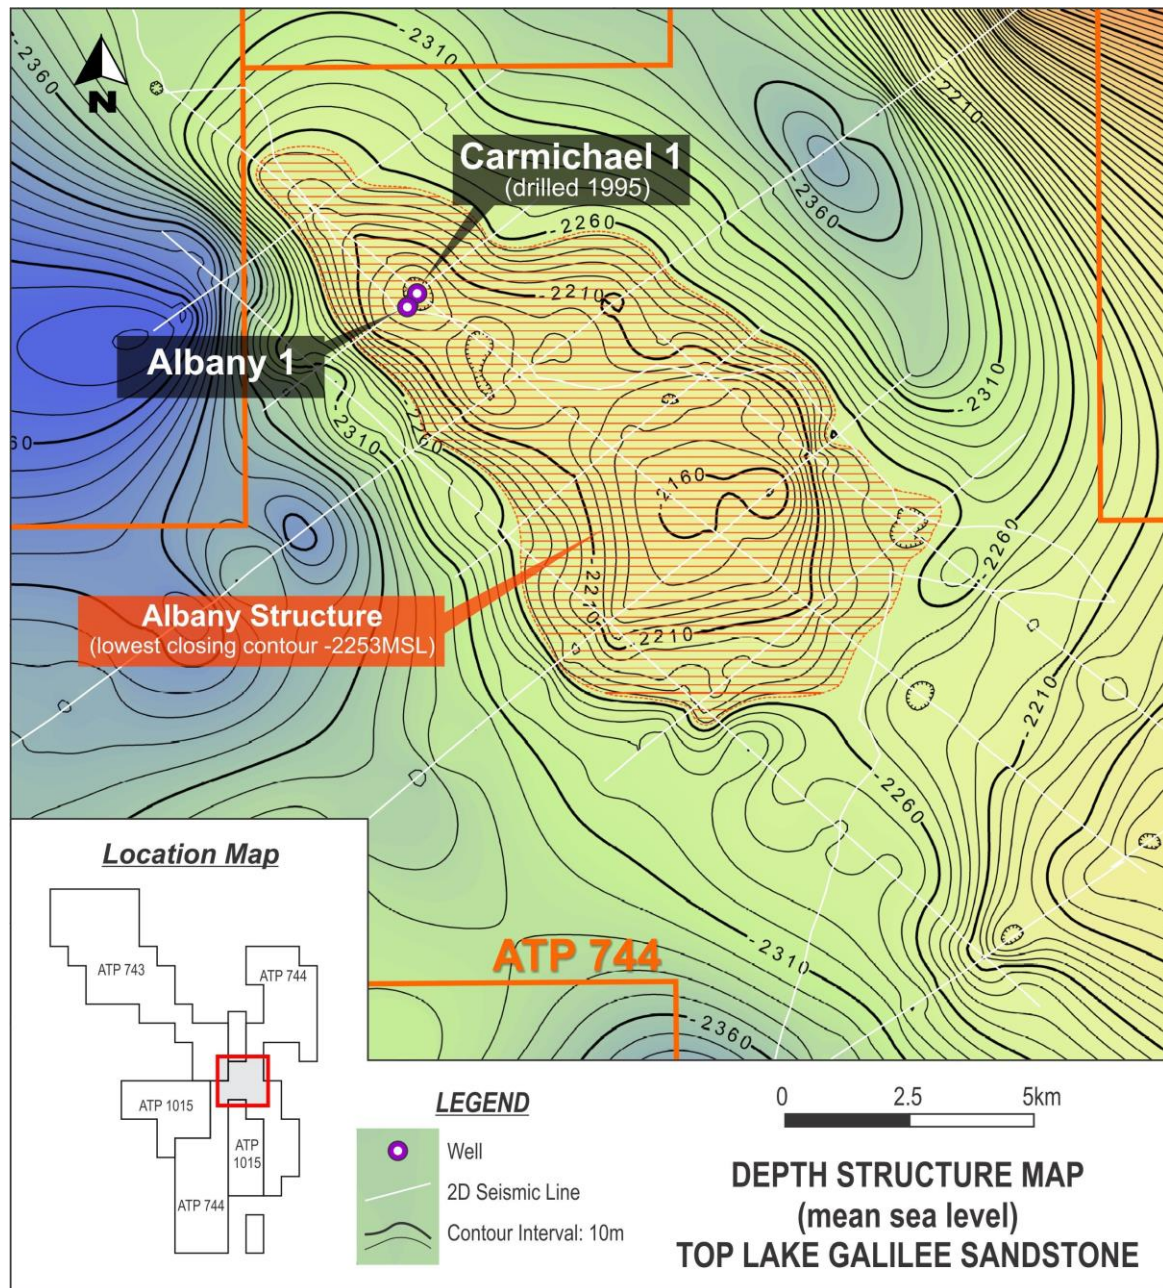 -2360
-2310
-2210
N
Carmichael 1
(drilled 1995)
-2360
-2260
-2210
Albany 1
-2310
-2310
-2260
60
-2160
-2260
Albany Structure
(lowest closing contour -2253MSL)
-2210
-2210
-2210
-2260
Location Map
ATP 743
ATP 744
ATP 1015
ATP
1015
ATP 744
ATP 744
-2310
-2360
LEGEND
Well
2D Seismic Line
Contour Interval: 10m
0 2.5 5km
DEPTH STRUCTURE MAP
(mean sea level)
TOP LAKE GALILEE SANDSTONE